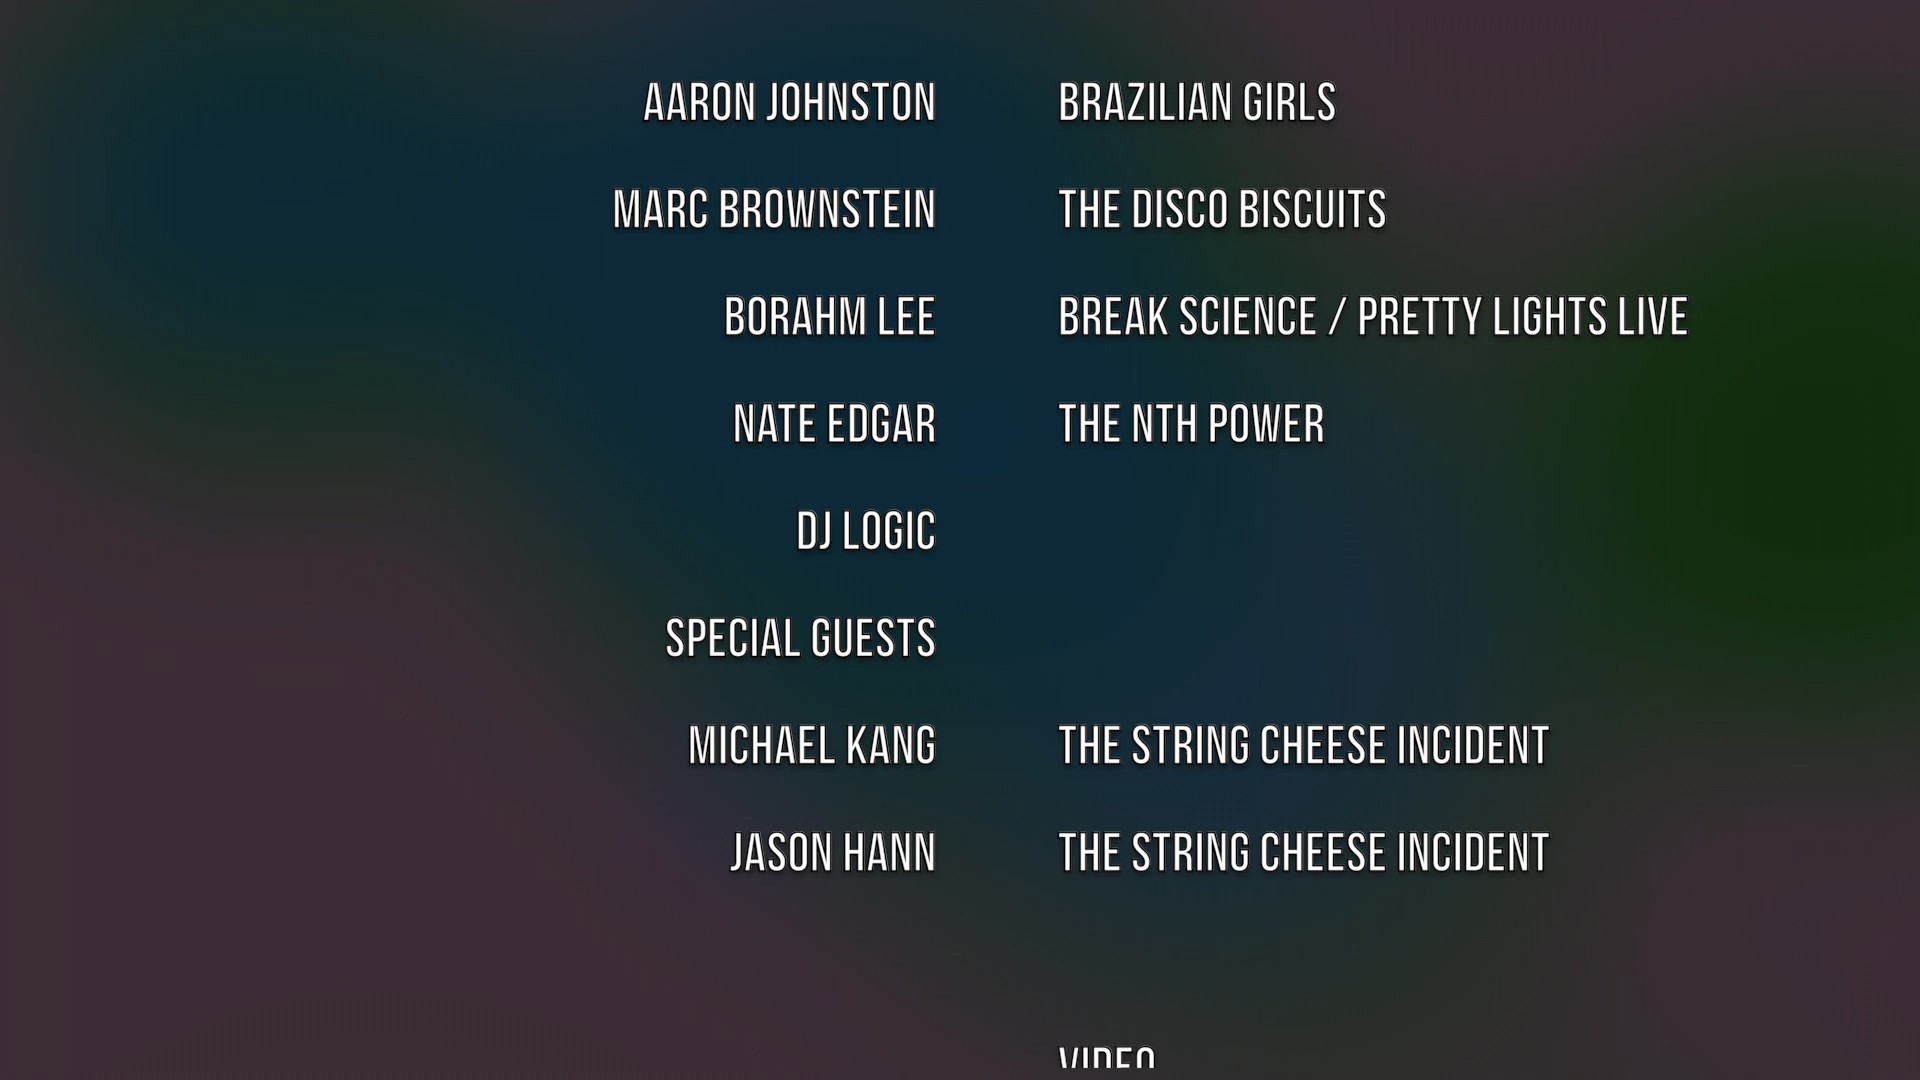 AARON JOHNSTON BRAZILIAN GIRLS
MARC BROWNSTEIN THE DISCO BISCUITS
BORAHM LEE BREAK SCIENCE / PRETTY LIGHTS LIVE
NATE EDGAR THE NTH POWER
DJ LOGIC
SPECIAL GUESTS
MICHAEL KANG THE STRING CHEESE INCIDENT
JASON HANN THE STRING CHEESE INCIDENT
VIDEO